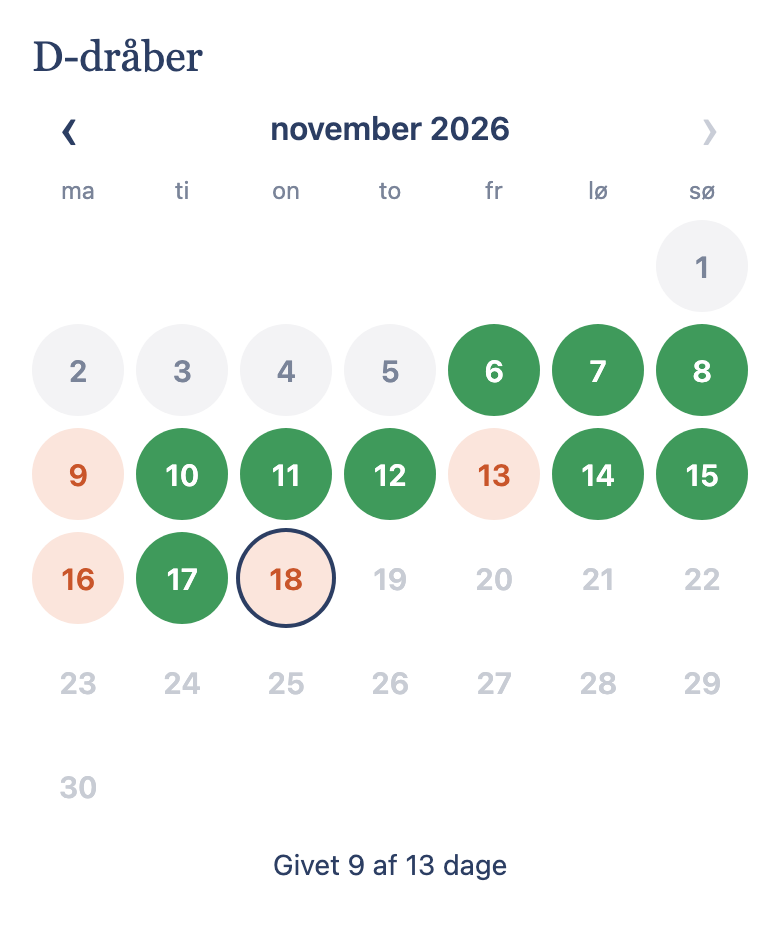 D-dråber
❮ november 2026 ❯
ma ti on to fr lø sø
1
2 3 4 5 6 7 8
9 10 11 12 13 14 15
16 17 18 19 20 21 22
23 24 25 26 27 28 29
30
Givet 9 af 13 dage